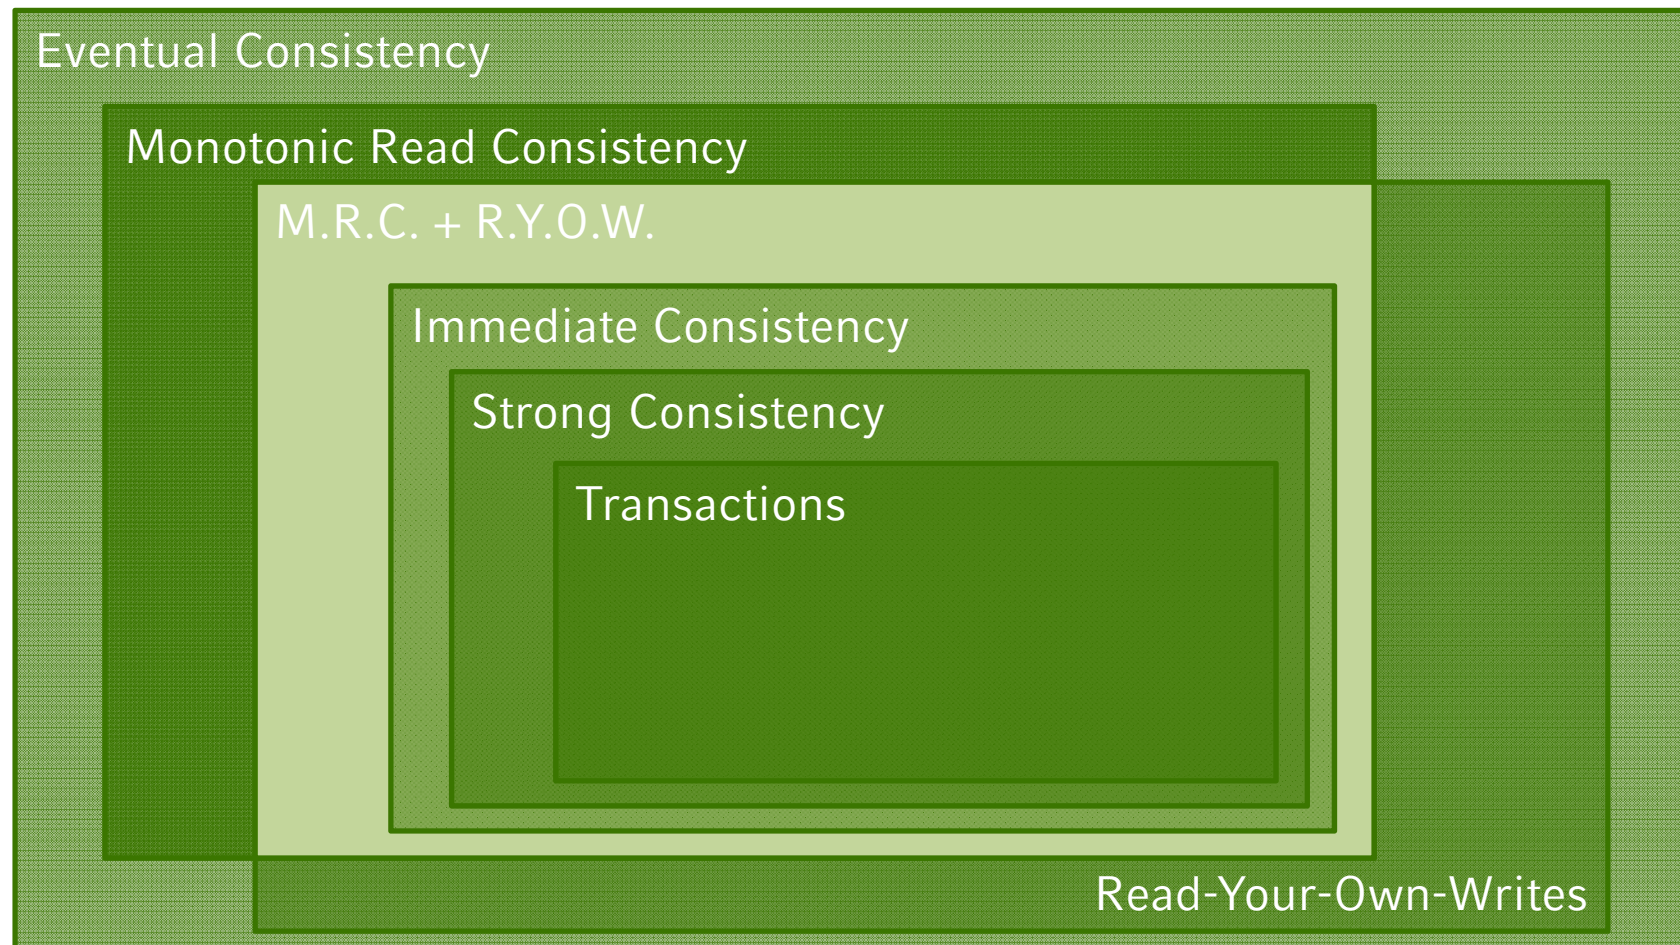 Eventual Consistency
Monotonic Read Consistency
M.R.C. + R.Y.O.W.
Immediate Consistency
Strong Consistency
Transactions
Read-Your-Own-Writes